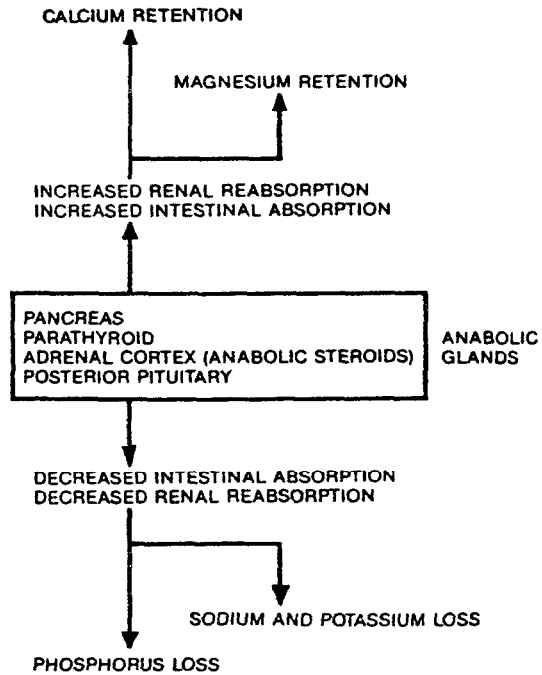 CALCIUM RETENTION
MAGNESIUM RETENTION
INCREASED RENAL REABSORPTION
INCREASED INTESTINAL ABSORPTION
PANCREAS
PARATHYROID
ADRENAL CORTEX (ANABOLIC STEROIDS)
POSTERIOR PITUITARY
ANABOLIC
GLANDS
DECREASED INTESTINAL ABSORPTION
DECREASED RENAL REABSORPTION
SODIUM AND POTASSIUM LOSS
PHOSPHORUS LOSS